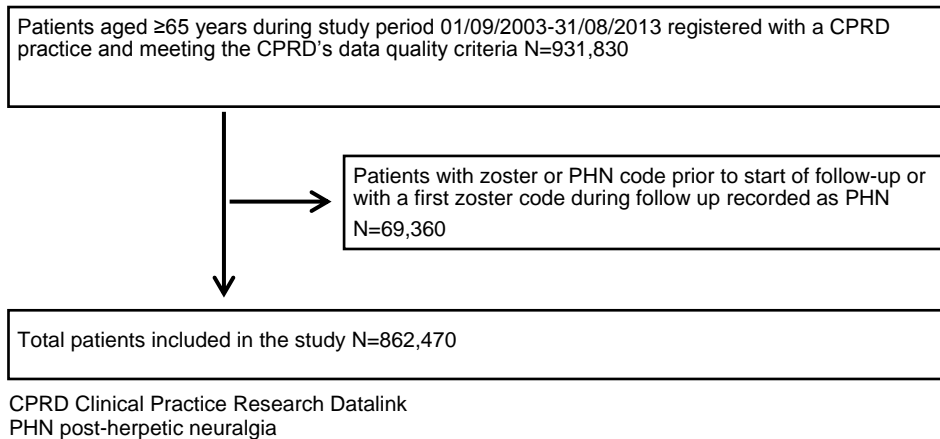 Patients aged ≥65 years during study period 01/09/2003-31/08/2013 registered with a CPRD
practice and meeting the CPRD's data quality criteria N=931,830
Patients with zoster or PHN code prior to start of follow-up or
with a first zoster code during follow up recorded as PHN
N=69,360
Total patients included in the study N=862,470
CPRD Clinical Practice Research Datalink
PHN post-herpetic neuralgia